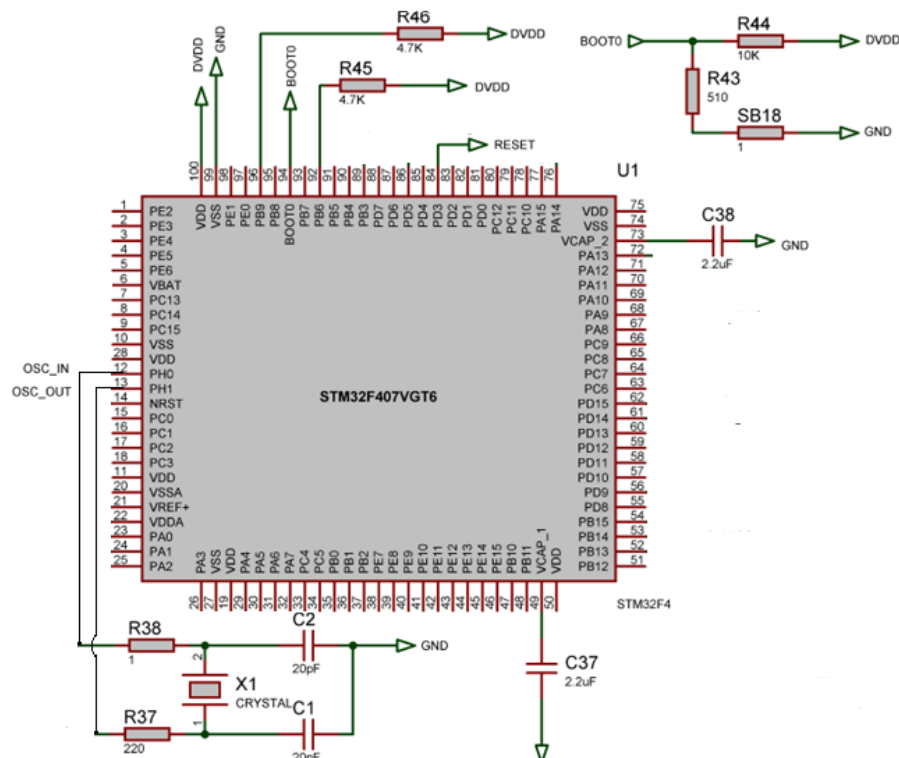 R46
4.7K
DVDD
R45
4.7K
DVDD
DVDD
GND
BOOT0
RESET
BOOT0
R44
10K
DVDD
R43
510
SB18
1
GND
U1
100 99 98 97 96 95 94 93 92 91 90 89 88 87 86 85 84 83 82 81 80 79 78 77 76
VDD VSS PE1 PE0 PB9 PB8 BOOT0 PB7 PB6 PB5 PB4 PB3 PD7 PD6 PD5 PD4 PD3 PD2 PD1 PD0 PC12 PC11 PC10 PA15 PA14
1 PE2
2 PE3
3 PE4
4 PE5
5 PE6
6 VBAT
7 PC13
8 PC14
9 PC15
10 VSS
28 VDD
OSC_IN 12 PH0
OSC_OUT 13 PH1
14 NRST
15 PC0
16 PC1
17 PC2
18 PC3
11 VDD
20 VSSA
21 VREF+
22 VDDA
23 PA0
24 PA1
25 PA2
STM32F407VGT6
VDD 75
VSS 74
VCAP_2 73
PA13 72
PA12 71
PA11 70
PA10 69
PA9 68
PA8 67
PC9 66
PC8 65
PC7 64
PC6 63
PD15 62
PD14 61
PD13 60
PD12 59
PD11 58
PD10 57
PD9 56
PD8 55
PB15 54
PB14 53
PB13 52
PB12 51
C38
2.2uF
GND
PA3 VSS VDD PA4 PA5 PA6 PA7 PC4 PC5 PB0 PB1 PB2 PE7 PE8 PE9 PE10 PE11 PE12 PE13 PE14 PE15 PB10 PB11 VCAP_1 VDD
26 27 19 29 30 31 32 33 34 35 36 37 38 39 40 41 42 43 44 45 46 47 48 49 50
STM32F4
R38
1
C2
20pF
GND
2
X1
CRYSTAL
1
R37
220
C1
20pF
C37
2.2uF